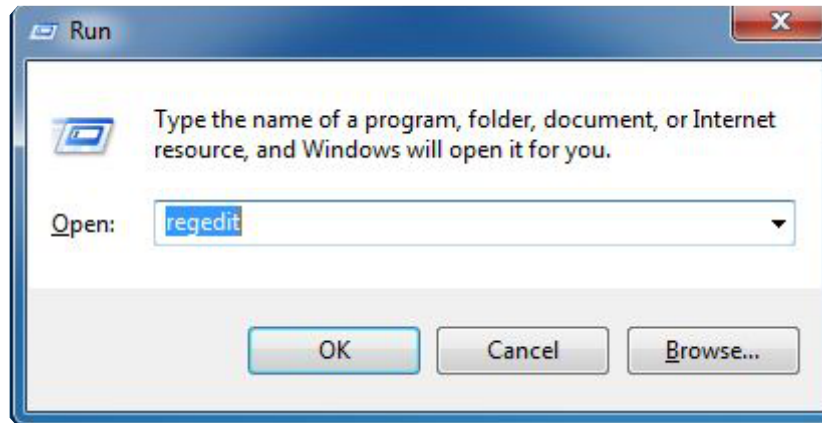 Run
Type the name of a program, folder, document, or Internet
resource, and Windows will open it for you.
Open: regedit
OK Cancel Browse...